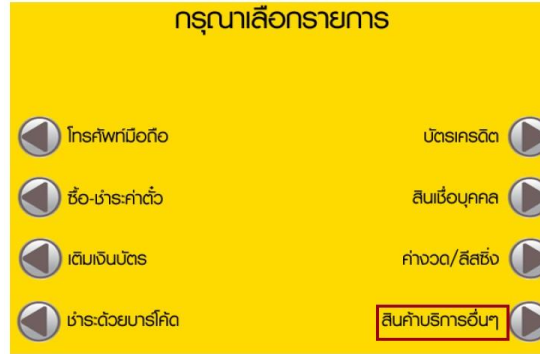 กรุณาเลือกรายการ
โทรศัพท์มือถือ
บัตรเครดิต
ซื้อ-ชำระค่าตั๋ว
สินเชื่อบุคคล
เติมเงินบัตร
ค่างวด/ลีสซิ่ง
ชำระด้วยบาร์โค้ด
สินค้าบริการอื่นๆ